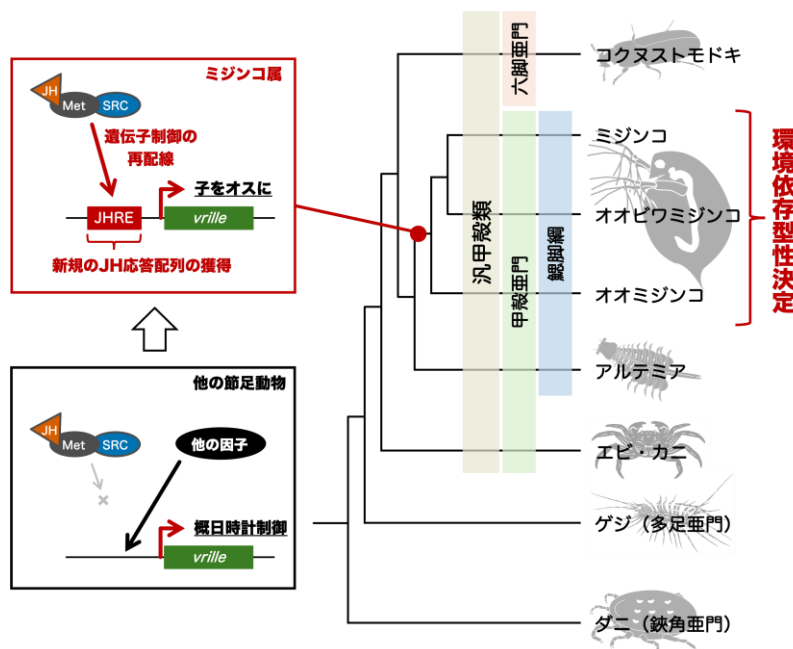 ミジンコ属
JH
Met
SRC
遺伝子制御の
再配線
子をオスに
JHRE
vrille
新規のJH応答配列の獲得
他の節足動物
JH
Met
SRC
他の因子
×
概日時計制御
vrille
汎甲殻類
六脚亜門
甲殻亜門
鰓脚綱
コクヌストモドキ
ミジンコ
オオビワミジンコ
オオミジンコ
アルテミア
エビ・カニ
ゲジ（多足亜門）
ダニ（鋏角亜門）
環境依存型性決定